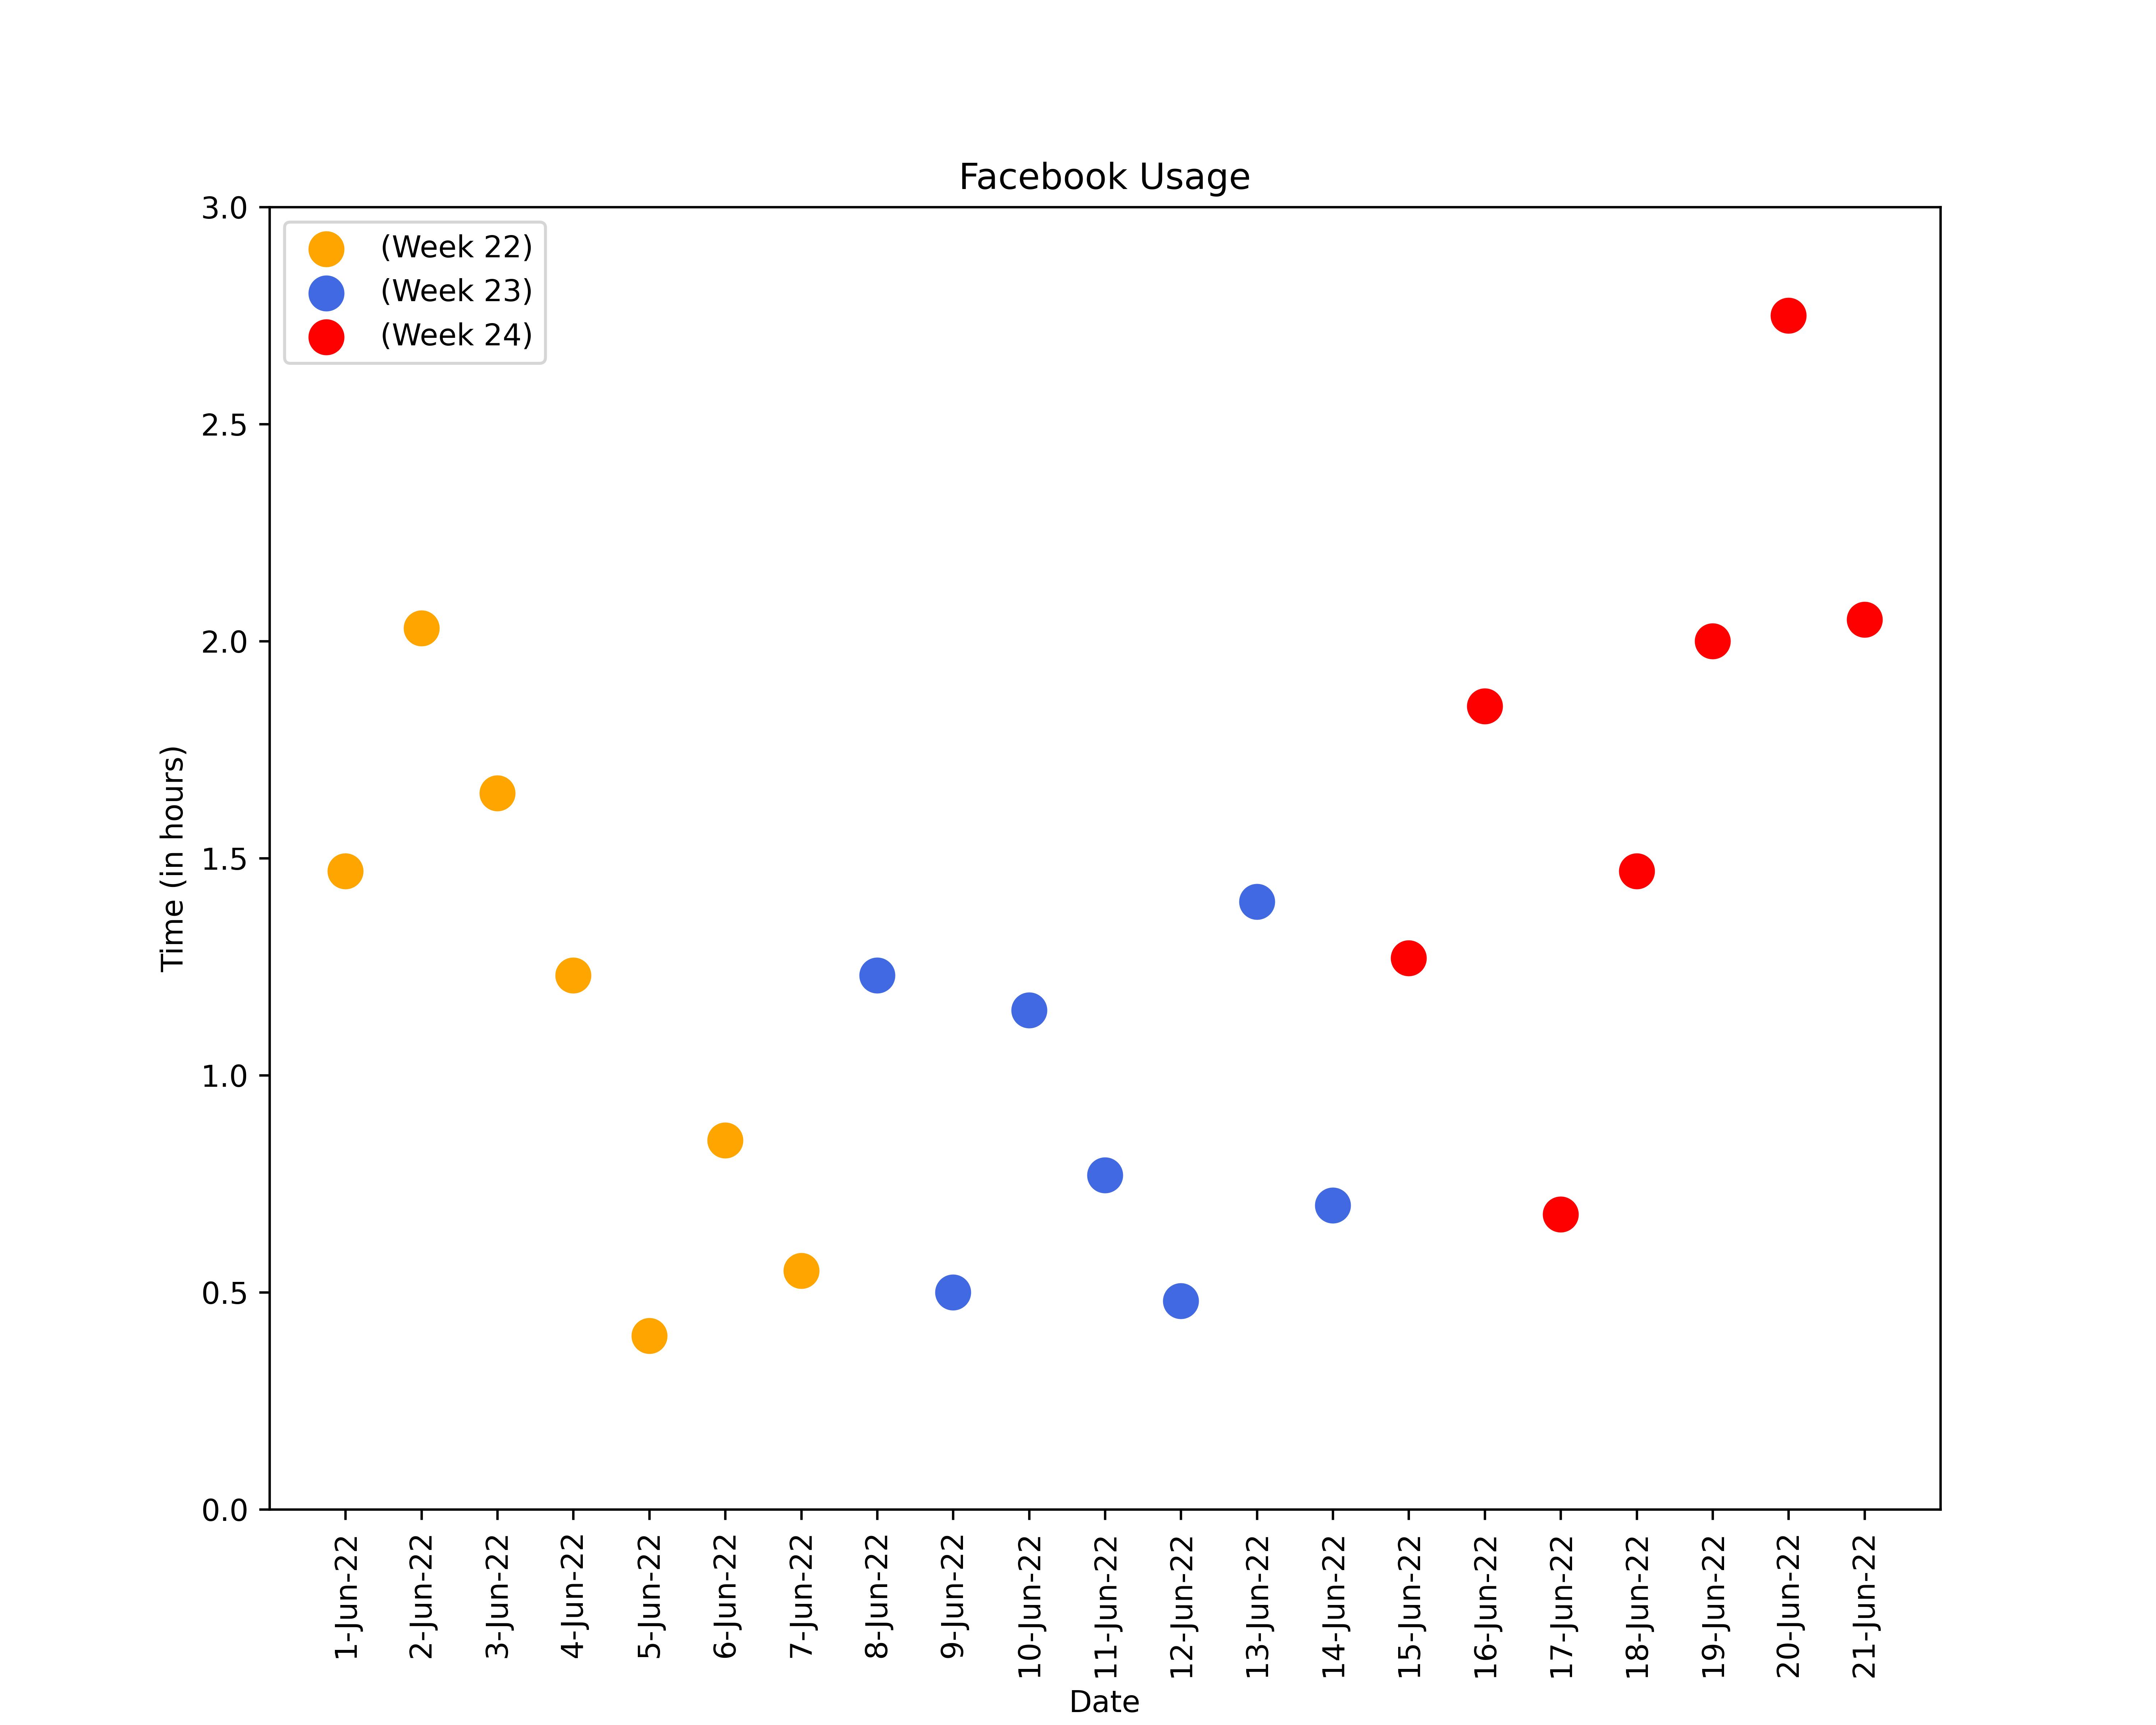 Facebook Usage
(Week 22)
(Week 23)
(Week 24)
Time (in hours)
3.0
2.5
2.0
1.5
1.0
0.5
0.0
1-Jun-22
2-Jun-22
3-Jun-22
4-Jun-22
5-Jun-22
6-Jun-22
7-Jun-22
8-Jun-22
9-Jun-22
10-Jun-22
11-Jun-22
12-Jun-22
13-Jun-22
14-Jun-22
15-Jun-22
16-Jun-22
17-Jun-22
18-Jun-22
19-Jun-22
20-Jun-22
21-Jun-22
Date